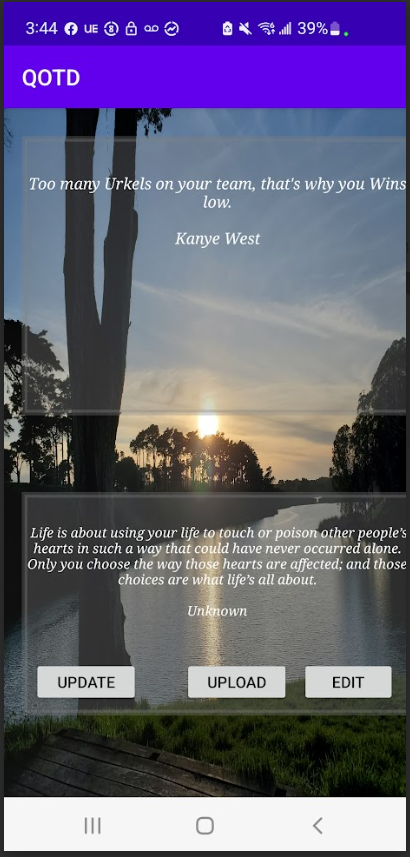 3:44 UE 39%
QOTD
Too many Urkels on your team, that's why you Wins
low.
Kanye West
Life is about using your life to touch or poison other people's
hearts in such a way that could have never occurred alone.
Only you choose the way those hearts are affected; and those
choices are what life's all about.
Unknown
UPDATE UPLOAD EDIT